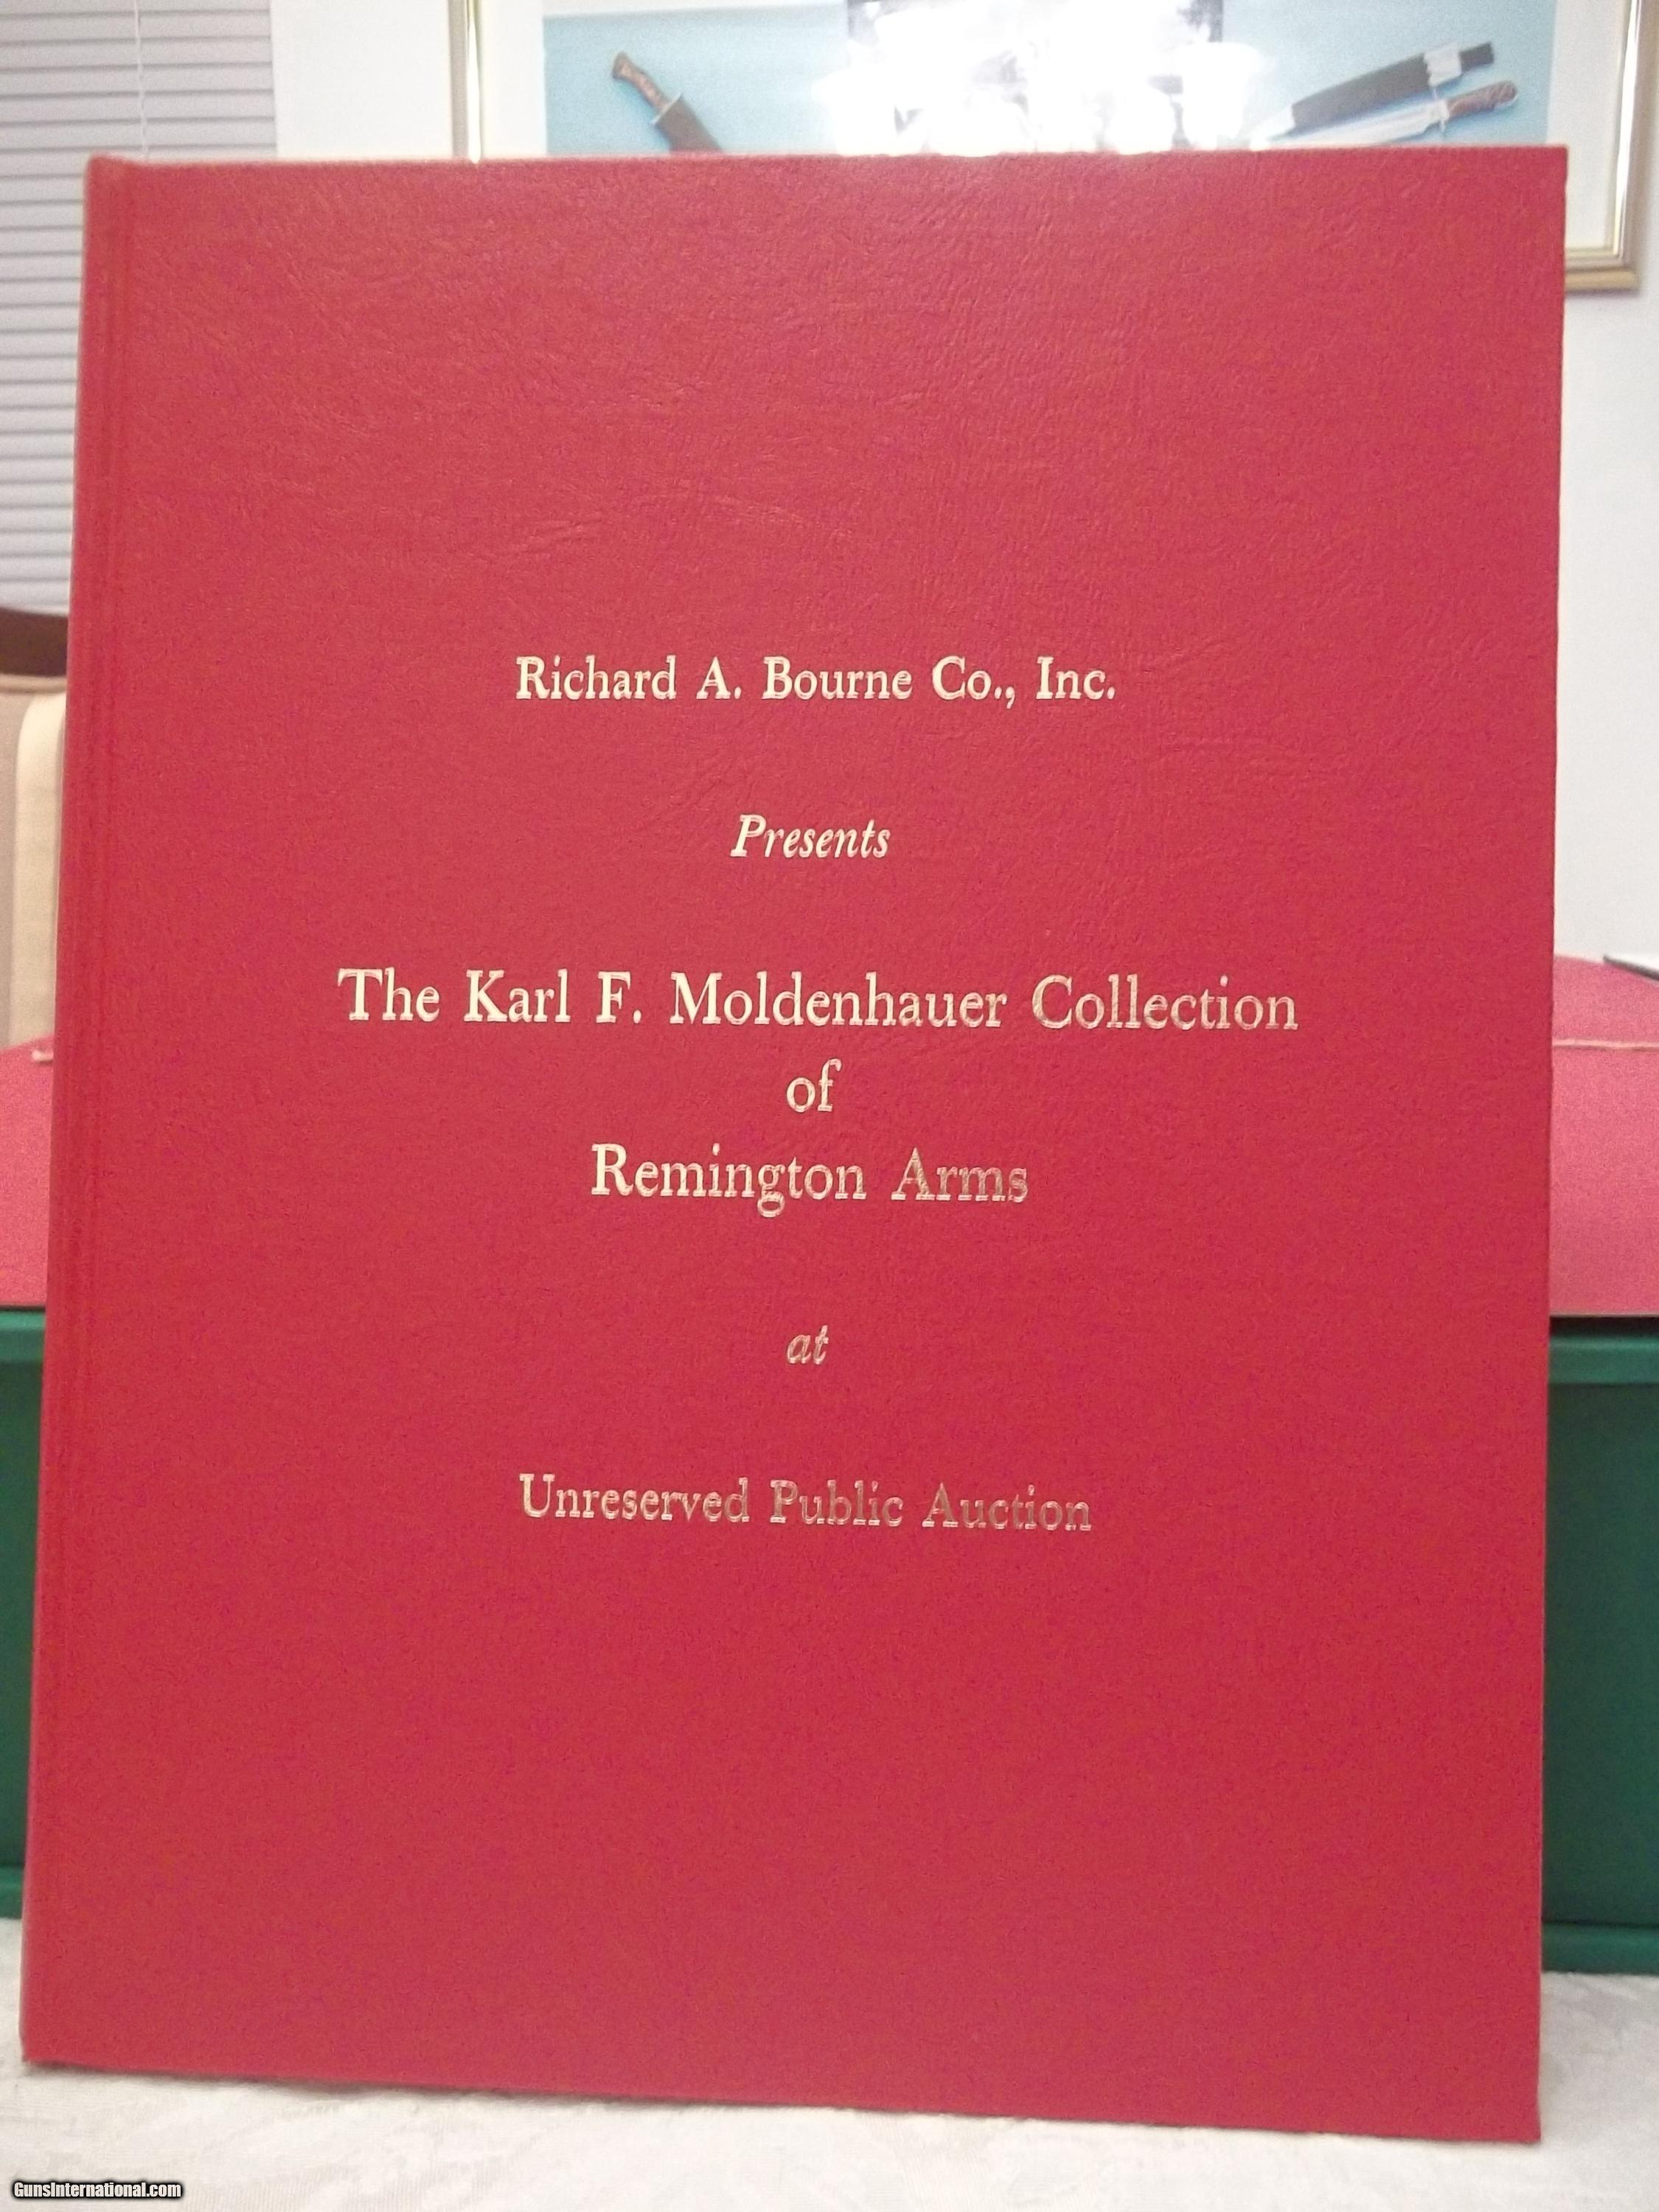 Richard A. Bourne Co., Inc.
Presents
The Karl F. Moldenhauer Collection
of
Remington Arms
at
Unreserved Public Auction
GunsInternational.com